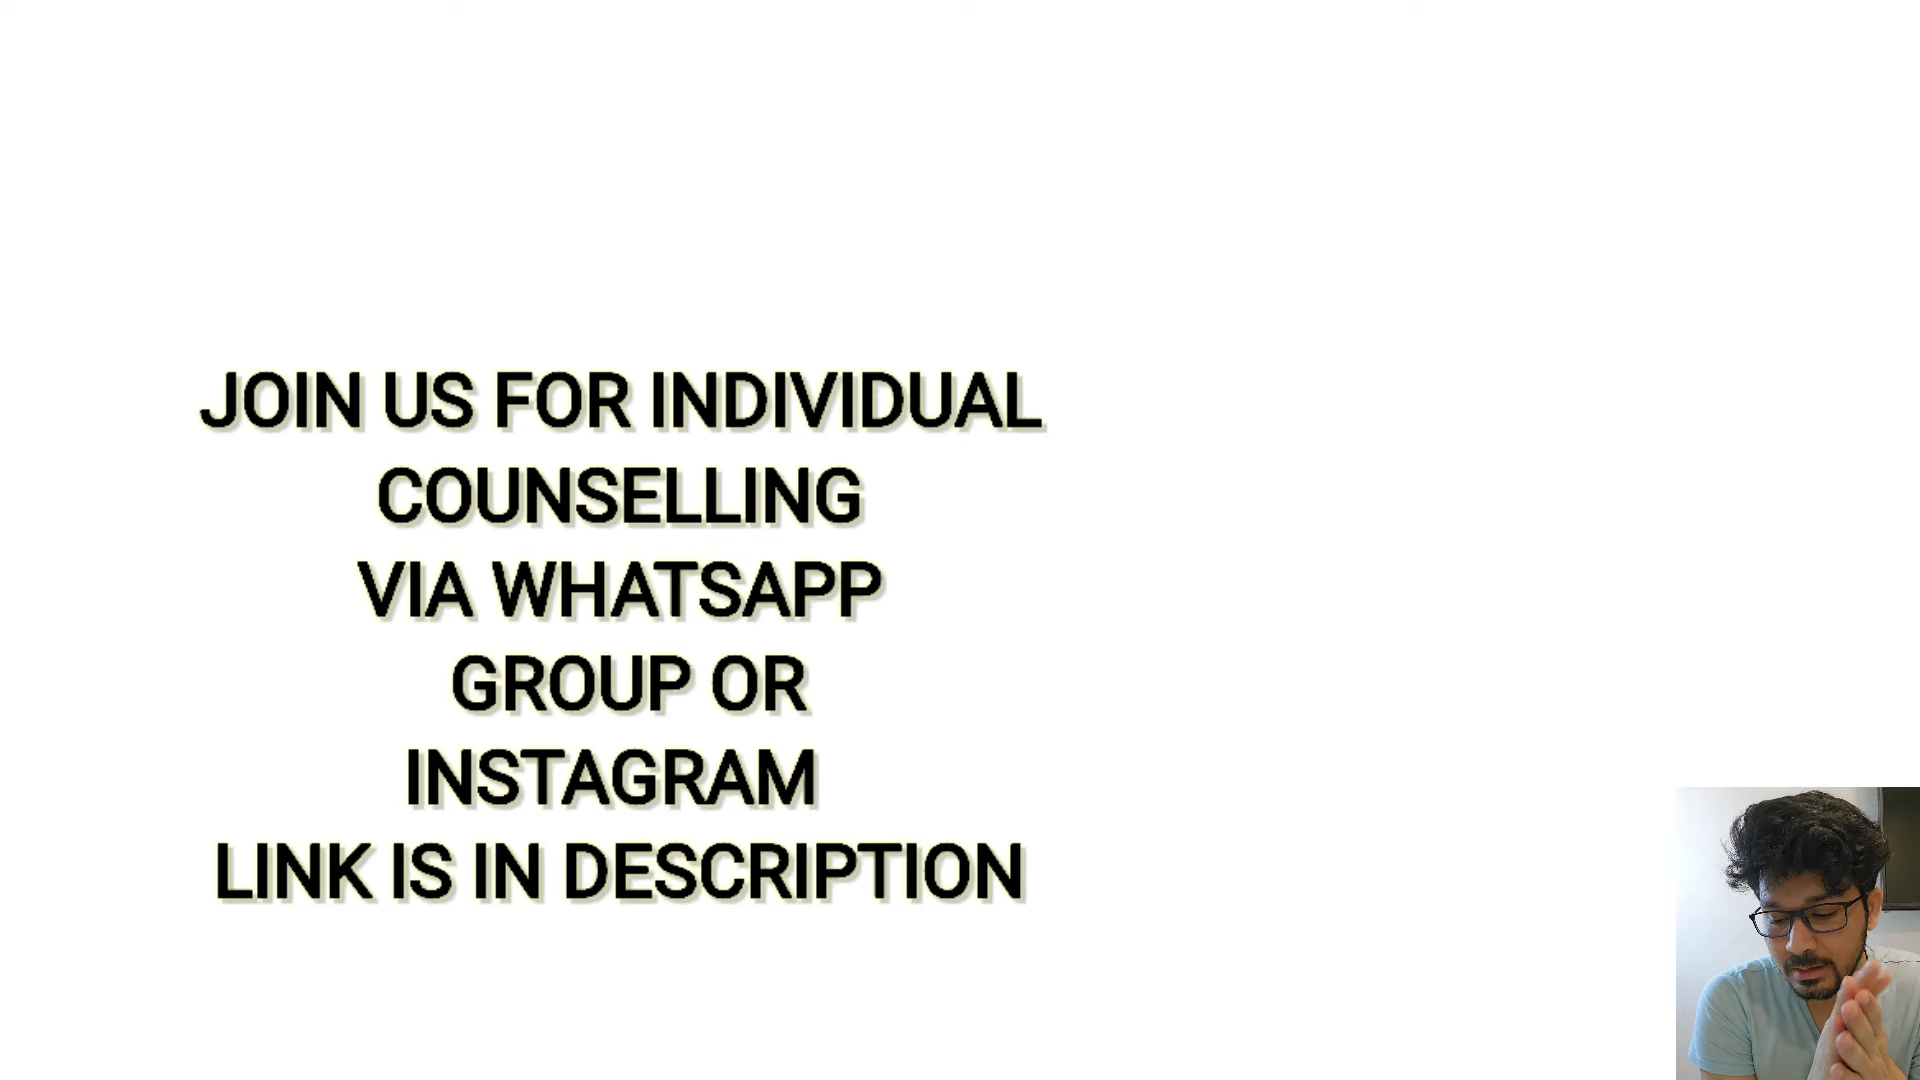 JOIN US FOR INDIVIDUAL
COUNSELLING
VIA WHATSAPP
GROUP OR
INSTAGRAM
LINK IS IN DESCRIPTION